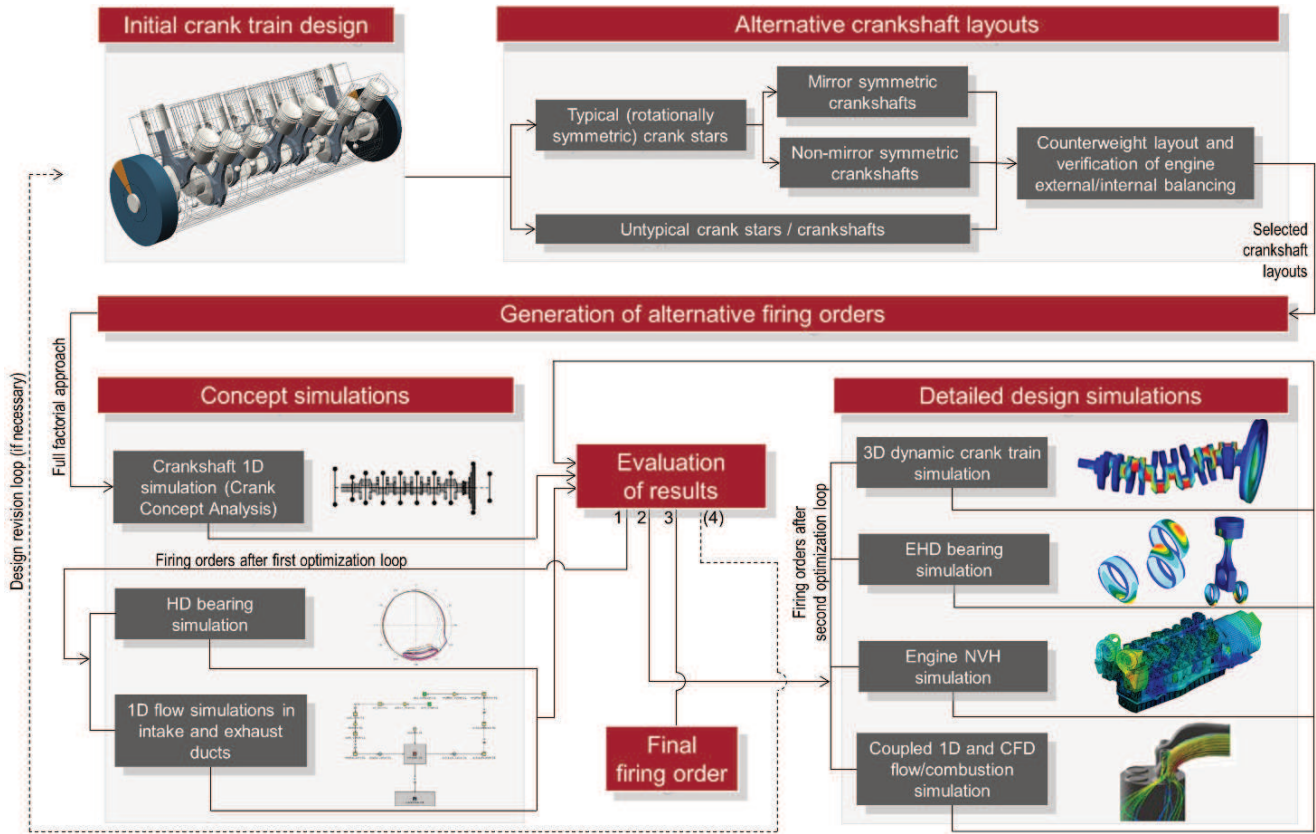 Initial crank train design
Alternative crankshaft layouts
Typical (rotationally
symmetric) crank stars
Mirror symmetric
crankshafts
Non-mirror symmetric
crankshafts
Untypical crank stars / crankshafts
Counterweight layout and
verification of engine
external/internal balancing
Selected
crankshaft
layouts
Generation of alternative firing orders
Design revision loop (if necessary)
Full factorial approach
Concept simulations
Crankshaft 1D
simulation (Crank
Concept Analysis)
Firing orders after first optimization loop
HD bearing
simulation
1D flow simulations in
intake and exhaust
ducts
Evaluation
of results
1 2 3 (4)
Final
firing order
Firing orders after
second optimization loop
Detailed design simulations
3D dynamic crank train
simulation
EHD bearing
simulation
Engine NVH
simulation
Coupled 1D and CFD
flow/combustion
simulation